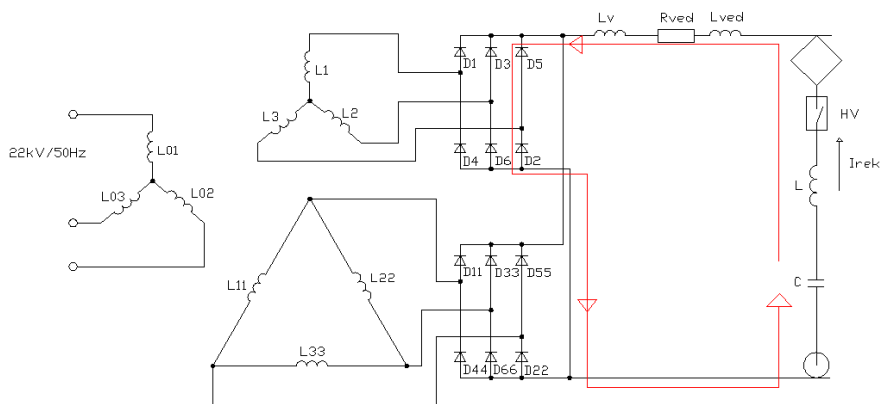 Lv
Rved
Lved
D1
D3
D5
L1
L3
L2
HV
22kV/50Hz
L01
D4
D6
D2
L
Irek
L03
L02
D11
D33
D55
L11
L22
C
L33
D44
D66
D22